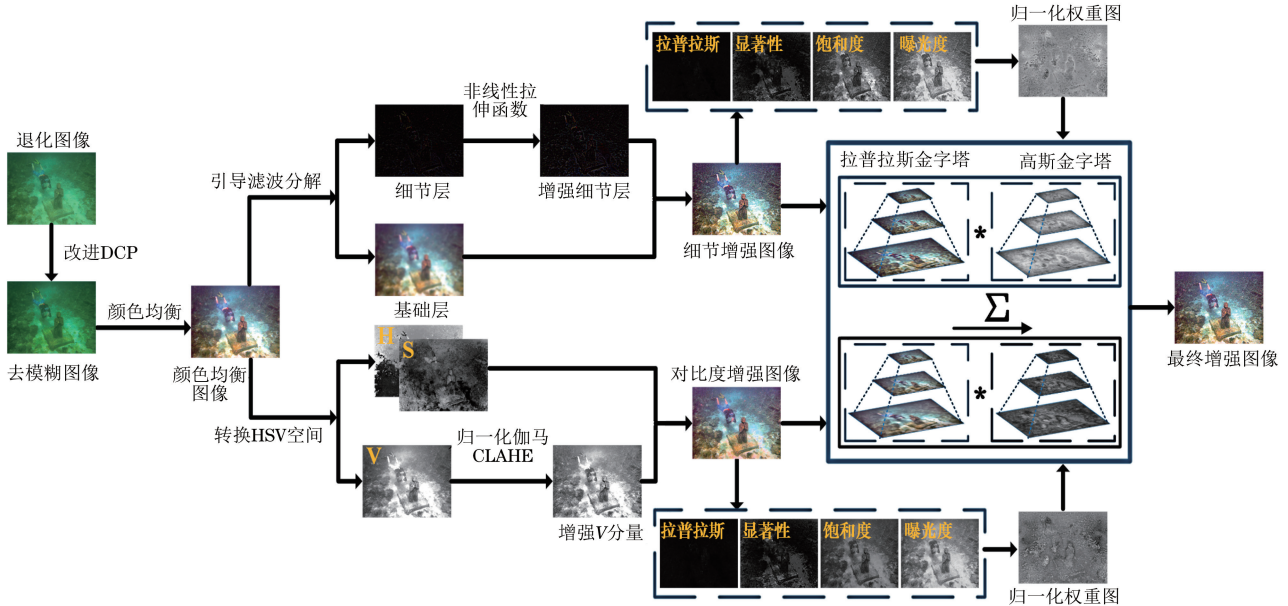 退化图像
改进DCP
去模糊图像
颜色均衡
颜色均衡
图像
引导滤波分解
转换HSV空间
细节层
非线性拉
伸函数
增强细节层
基础层
H
S
V
归一化伽马
CLAHE
增强V分量
细节增强图像
对比度增强图像
拉普拉斯
显著性
饱和度
曝光度
归一化权重图
拉普拉斯金字塔
高斯金字塔
*
Σ
*
拉普拉斯
显著性
饱和度
曝光度
归一化权重图
最终增强图像